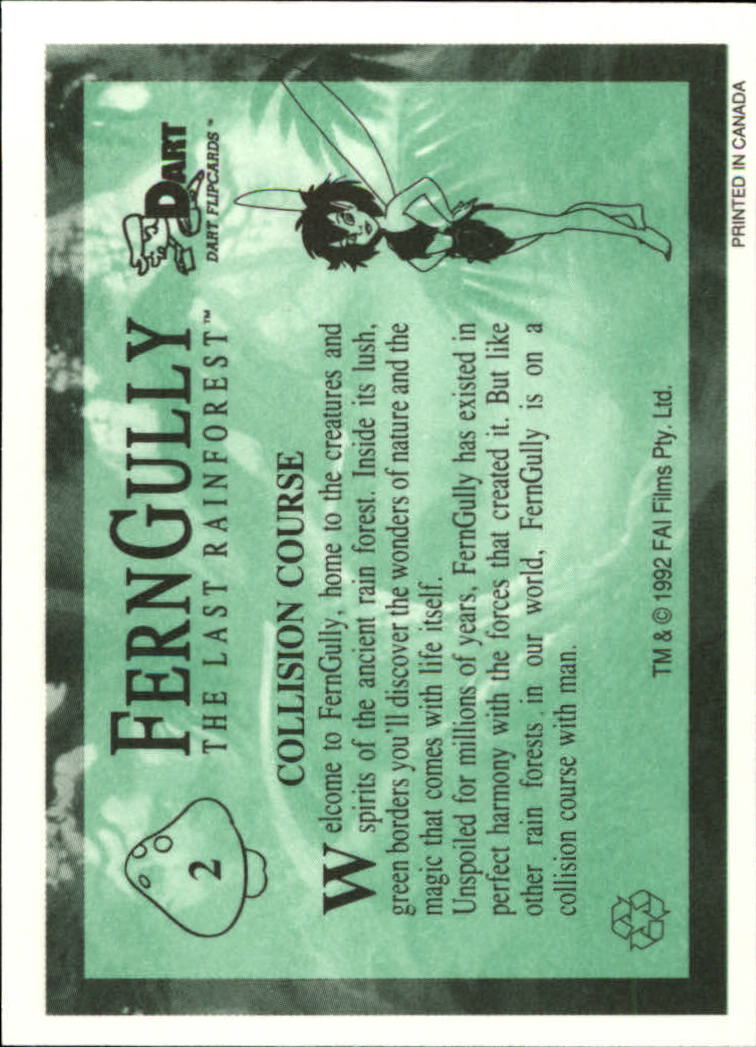 2
FERNGULLY
THE LAST RAINFOREST™
DART
DART FLIPCARDS™
COLLISION COURSE
Welcome to FernGully, home to the creatures and
spirits of the ancient rain forest. Inside its lush,
green borders you'll discover the wonders of nature and the
magic that comes with life itself.
Unspoiled for millions of years, FernGully has existed in
perfect harmony with the forces that created it. But like
other rain forests in our world, FernGully is on a
collision course with man.
TM & © 1992 FAI Films Pty. Ltd.
PRINTED IN CANADA